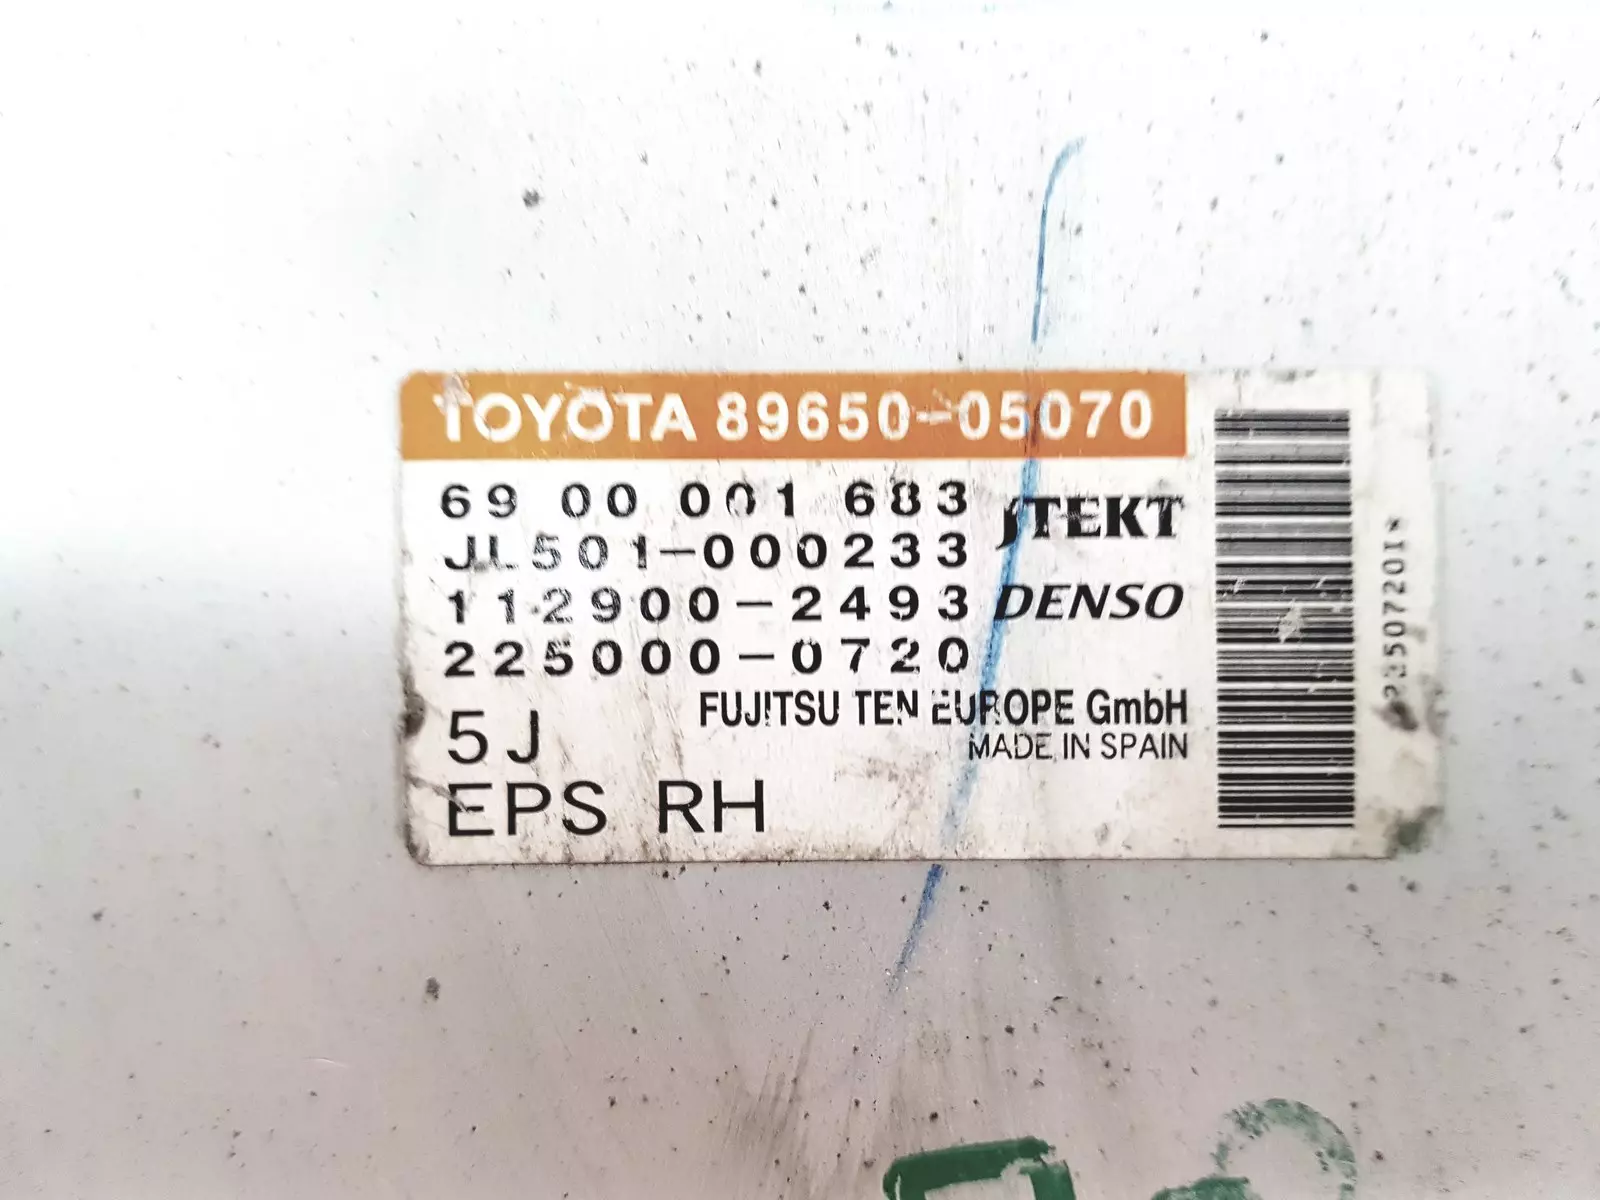 TOYOTA 89650-05070
69 00 001 683
JL501-000233
JTEKT
112900-2493
DENSO
225000-0720
FUJITSU TEN EUROPE GmbH
5J
MADE IN SPAIN
EPS RH